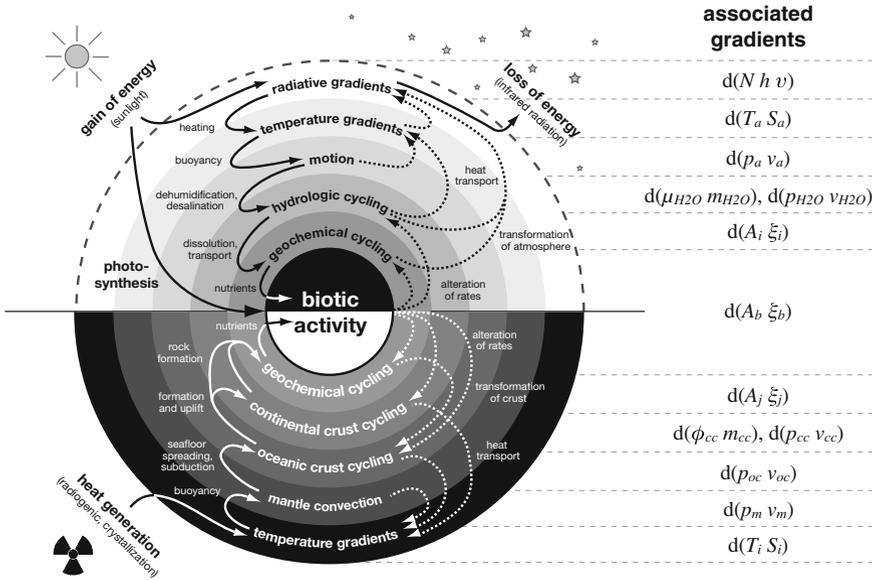 associated
gradients
gain of energy
(sunlight)
loss of energy
(infrared radiation)
radiative gradients
d(N h υ)
heating
temperature gradients
d(Tₐ Sₐ)
buoyancy
motion
d(pₐ vₐ)
heat
transport
dehumidification,
desalination
hydrologic cycling
d(μH2O mH2O), d(pH2O vH2O)
dissolution,
transport
geochemical cycling
transformation
of atmosphere
d(Ai ξi)
photo-
synthesis
nutrients
alteration
of rates
biotic
activity
d(Ab ξb)
nutrients
alteration
of rates
rock
formation
geochemical cycling
transformation
of crust
d(Aj ξj)
formation
and uplift
continental crust cycling
d(ϕcc mcc), d(pcc vcc)
seafloor
spreading,
subduction
oceanic crust cycling
heat
transport
d(poc voc)
buoyancy
mantle convection
d(pm vm)
heat generation
(radiogenic, crystallization)
temperature gradients
d(Ti Si)